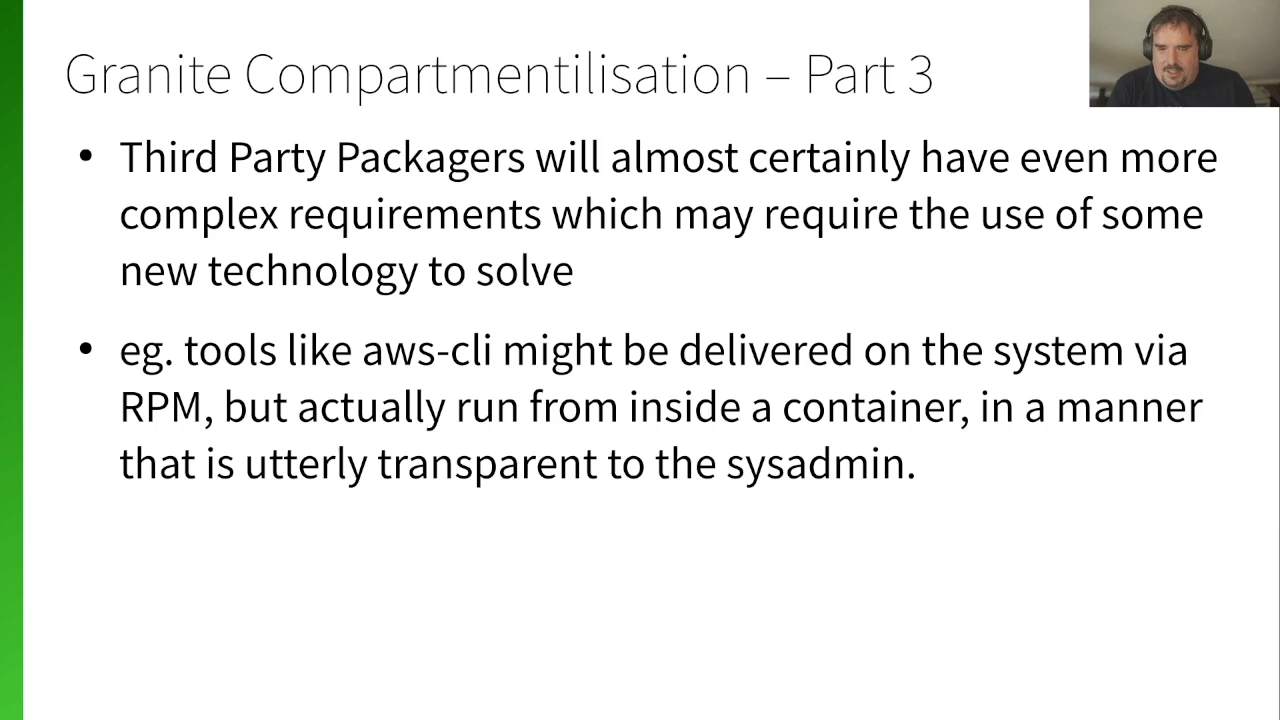 Granite Compartmentilisation – Part 3
• Third Party Packagers will almost certainly have even more
complex requirements which may require the use of some
new technology to solve
• eg. tools like aws-cli might be delivered on the system via
RPM, but actually run from inside a container, in a manner
that is utterly transparent to the sysadmin.